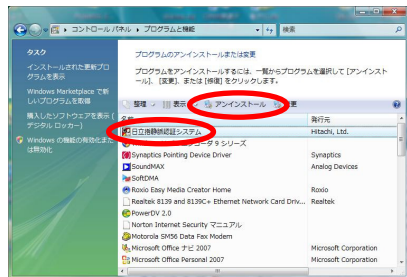 コントロール パネル ▸ プログラムと機能
検索
タスク
インストールされた更新プロ
グラムを表示
Windows Marketplace で新
しいプログラムを取得
購入したソフトウェアを表示 (
デジタル ロッカー)
Windows の機能の有効化また
は無効化
プログラムのアンインストールまたは変更
プログラムをアンインストールするには、一覧からプログラムを選択して [アンインスト
ール]、[変更]、または [修復] をクリックします。
整理
表示
アンインストール
変更
発行元
日立指静脈認証システム Hitachi, Ltd.
9 シリーズ
Synaptics Pointing Device Driver Synaptics
SoundMAX Analog Devices
SoftDMA
Roxio Easy Media Creator Home Roxio
Realtek 8139 and 8139C+ Ethernet Network Card Driv... Realtek
PowerDV 2.0
Norton Internet Security マニュアル
Motorola SM56 Data Fax Modem
Microsoft Office ナビ 2007 Microsoft Corporation
Microsoft Office Personal 2007 Microsoft Corporation